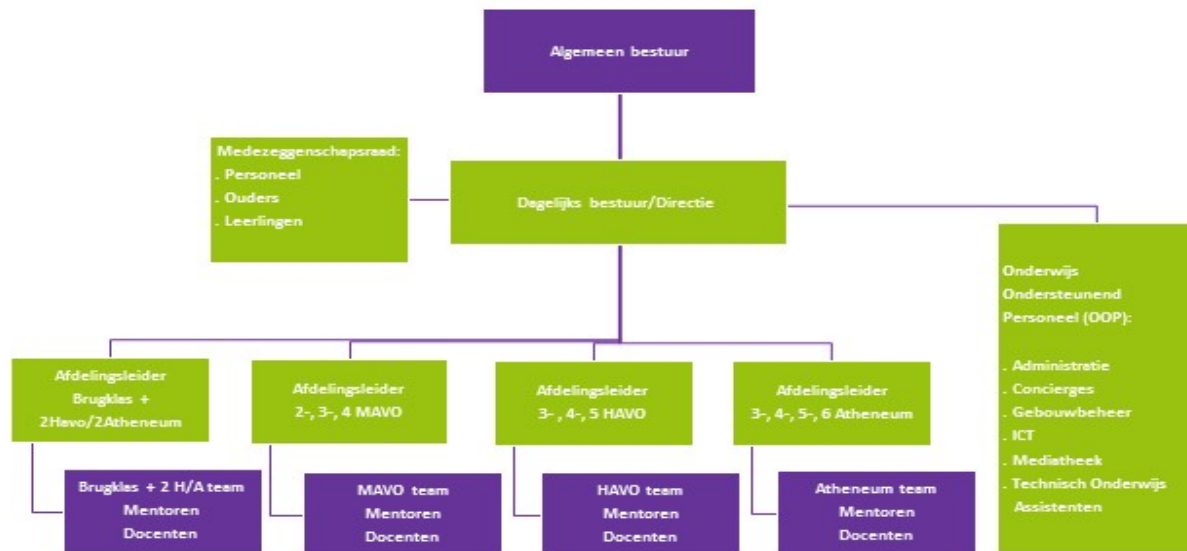 Algemeen bestuur
Medezeggenschapsraad:
. Personeel
. Ouders
. Leerlingen
Dagelijks bestuur/Directie
Onderwijs
Ondersteunend
Personeel (OOP):
. Administratie
. Concierges
. Gebouwbeheer
. ICT
. Mediatheek
. Technisch Onderwijs
Assistenten
Afdelingsleider
Brugklas +
2Havo/2Atheneum
Afdelingsleider
2-, 3-, 4 MAVO
Afdelingsleider
3- , 4-, 5 HAVO
Afdelingsleider
3-, 4-, 5-, 6 Atheneum
Brugklas + 2 H/A team
Mentoren
Docenten
MAVO team
Mentoren
Docenten
HAVO team
Mentoren
Docenten
Atheneum team
Mentoren
Docenten